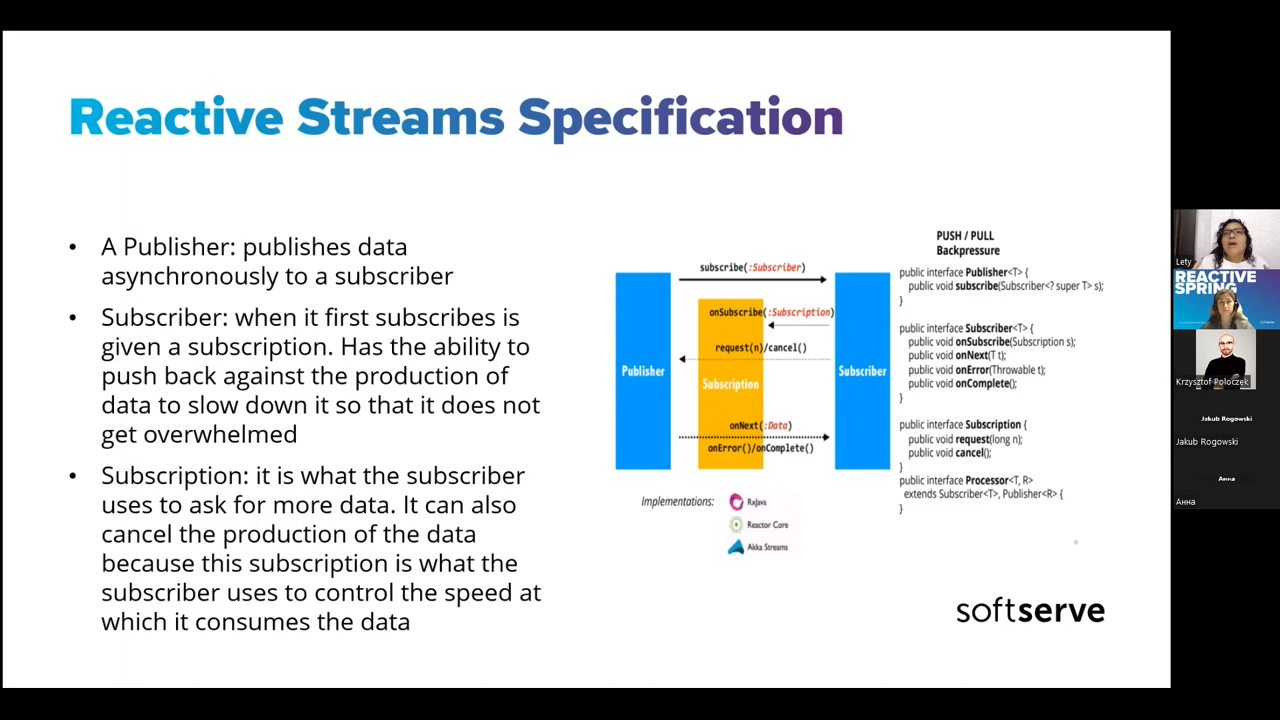 Reactive Streams Specification
• A Publisher: publishes data
asynchronously to a subscriber
• Subscriber: when it first subscribes is
given a subscription. Has the ability to
push back against the production of
data to slow down it so that it does not
get overwhelmed
• Subscription: it is what the subscriber
uses to ask for more data. It can also
cancel the production of the data
because this subscription is what the
subscriber uses to control the speed at
which it consumes the data
subscribe(:Subscriber)
onSubscribe(:Subscription)
request(n)/cancel()
Publisher
Subscription
Subscriber
onNext(:Data)
onError()/onComplete()
Implementations:
RxJava
Reactor Core
Akka Streams
PUSH / PULL
Backpressure
public interface Publisher<T> {
public void subscribe(Subscriber<? super T> s);
}
public interface Subscriber<T> {
public void onSubscribe(Subscription s);
public void onNext(T t);
public void onError(Throwable t);
public void onComplete();
}
public interface Subscription {
public void request(long n);
public void cancel();
}
public interface Processor<T, R>
extends Subscriber<T>, Publisher<R> {
}
softserve
Lety
REACTIVE
SPRING
Krzysztof Poloczek
Jakub Rogowski
Jakub Rogowski
Анна
Анна